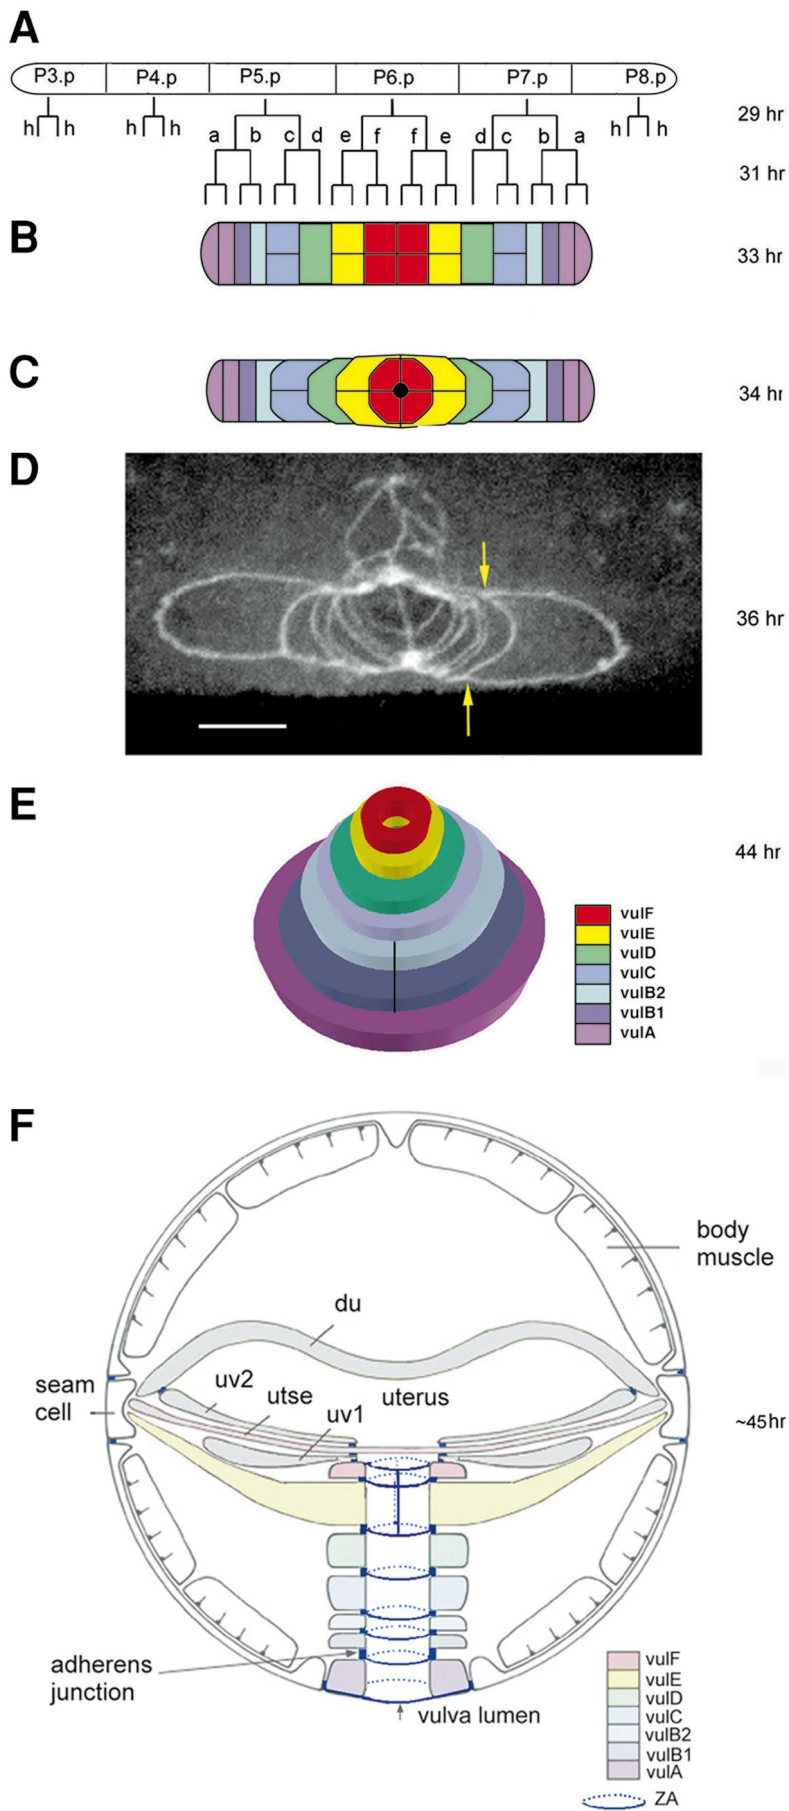 A
P3.p P4.p P5.p P6.p P7.p P8.p
29 hr
h h h h a b c d e f f e d c b a h h
31 hr
B
33 hr
C
34 hr
D
36 hr
E
44 hr
vulF
vulE
vulD
vulC
vulB2
vulB1
vulA
F
body
muscle
du
seam
cell
uv2
utse
uterus
uv1
~45hr
adherens
junction
vulva lumen
vulF
vulE
vulD
vulC
vulB2
vulB1
vulA
ZA